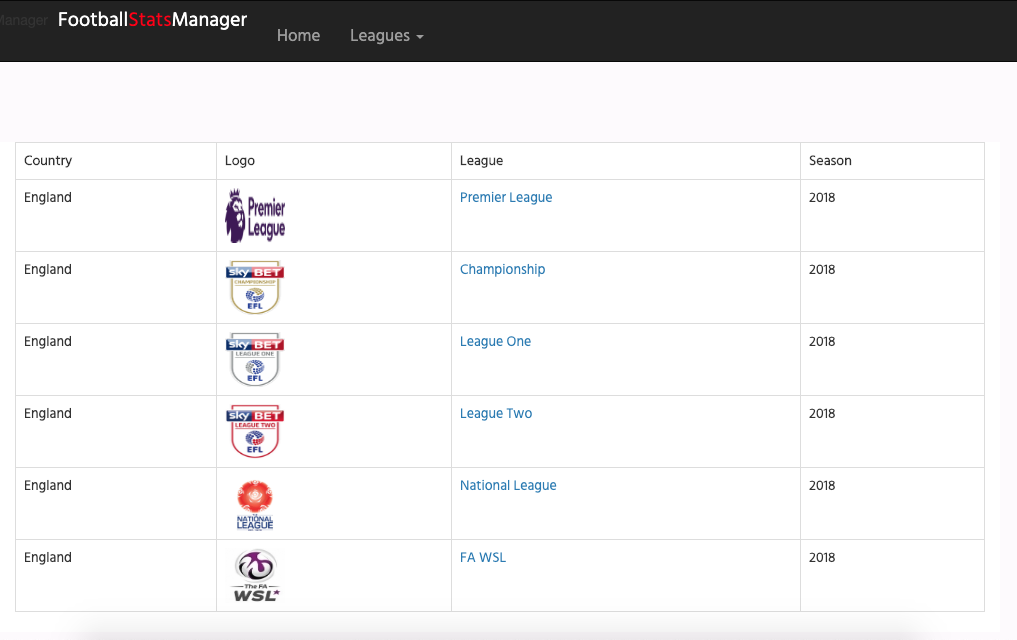 Manager FootballStatsManager
Home Leagues
Country Logo League Season
England Premier League Premier League 2018
England sky BET CHAMPIONSHIP EFL Championship 2018
England sky BET LEAGUE ONE EFL League One 2018
England sky BET LEAGUE TWO EFL League Two 2018
England THE NATIONAL LEAGUE National League 2018
England The FA WSL FA WSL 2018